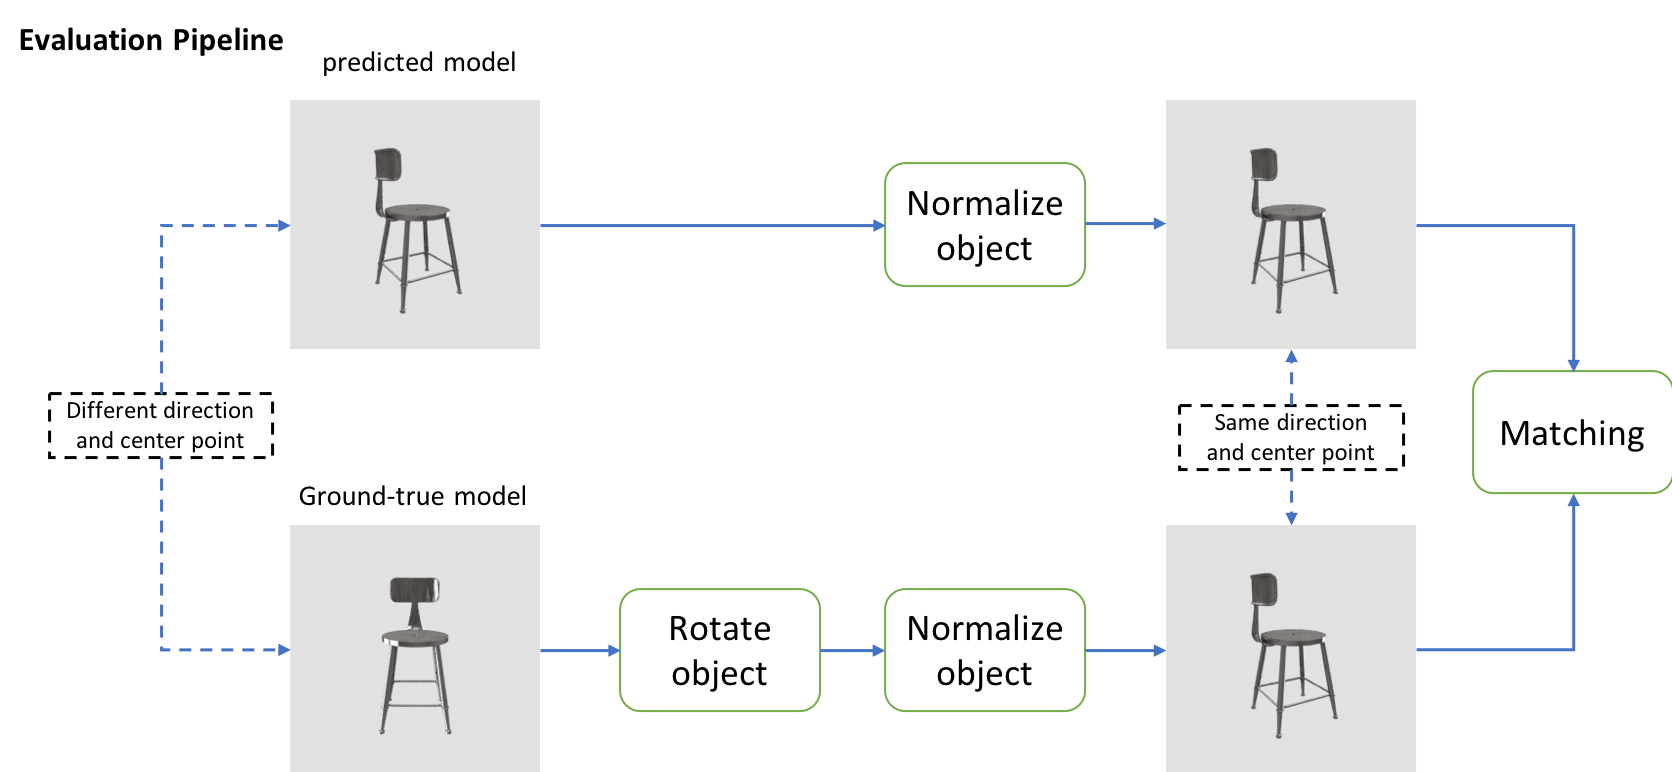 Evaluation Pipeline
predicted model
Normalize
object
Different direction
and center point
Same direction
and center point
Matching
Ground-true model
Rotate
object
Normalize
object